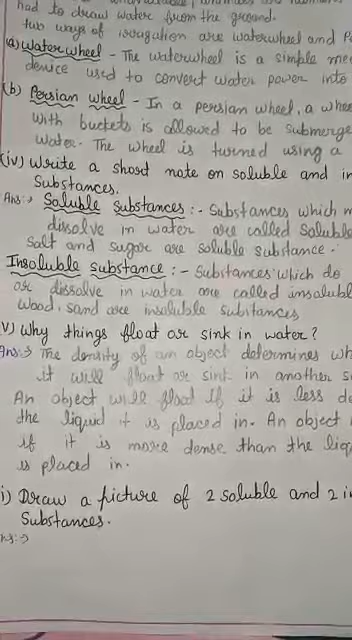 had to draw water from the ground.
two ways of irrigation are waterwheel and
(a) Waterwheel - The waterwheel is a simple me
device used to convert water power into
(b) Persian wheel - In a persian wheel, a whe
with buckets is allowed to be submerge
water. The wheel is turned using a
(iv) Write a short note on soluble and in
Substances.
Ans:→ Soluble substances :- Substances which m
dissolve in water are called soluble
Salt and sugar are soluble substance.
Insoluble substance :- Substances which do
or dissolve in water are called insolubl
Wood, sand are insoluble substances
v) Why things float or sink in water?
Ans:→ The density of an object determines wh
it will float or sink in another s
An object will float if it is less de
the liquid it is placed in. An object
if it is more dense than the liq
is placed in.
i) Draw a picture of 2 soluble and 2 i
Substances.
ns:→